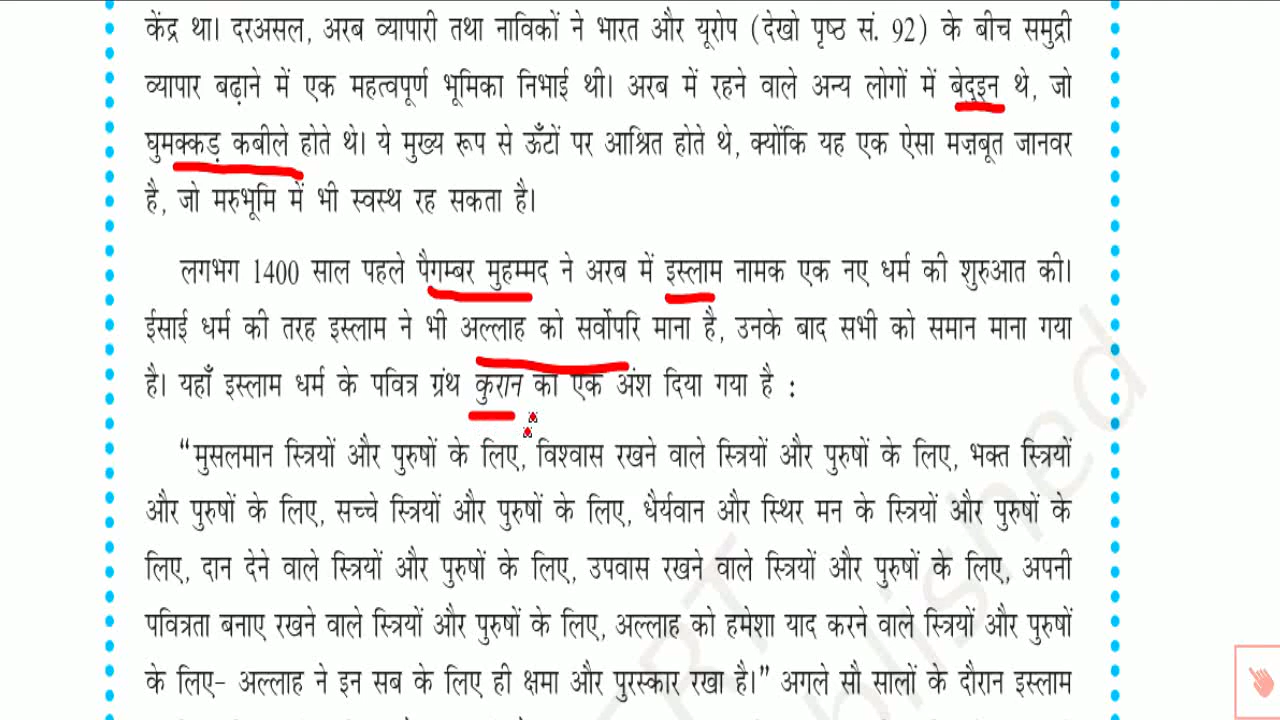 केंद्र था। दरअसल, अरब व्यापारी तथा नाविकों ने भारत और यूरोप (देखो पृष्ठ सं. 92) के बीच समुद्री
व्यापार बढ़ाने में एक महत्वपूर्ण भूमिका निभाई थी। अरब में रहने वाले अन्य लोगों में बेदुइन थे, जो
घुमक्कड़ कबीले होते थे। ये मुख्य रूप से ऊँटों पर आश्रित होते थे, क्योंकि यह एक ऐसा मज़बूत जानवर
है, जो मरुभूमि में भी स्वस्थ रह सकता है।
लगभग 1400 साल पहले पैगम्बर मुहम्मद ने अरब में इस्लाम नामक एक नए धर्म की शुरुआत की।
ईसाई धर्म की तरह इस्लाम ने भी अल्लाह को सर्वोपरि माना है, उनके बाद सभी को समान माना गया
है। यहाँ इस्लाम धर्म के पवित्र ग्रंथ कुरान का एक अंश दिया गया है :
“मुसलमान स्त्रियों और पुरुषों के लिए, विश्वास रखने वाले स्त्रियों और पुरुषों के लिए, भक्त स्त्रियों
और पुरुषों के लिए, सच्चे स्त्रियों और पुरुषों के लिए, धैर्यवान और स्थिर मन के स्त्रियों और पुरुषों के
लिए, दान देने वाले स्त्रियों और पुरुषों के लिए, उपवास रखने वाले स्त्रियों और पुरुषों के लिए, अपनी
पवित्रता बनाए रखने वाले स्त्रियों और पुरुषों के लिए, अल्लाह को हमेशा याद करने वाले स्त्रियों और पुरुषों
के लिए- अल्लाह ने इन सब के लिए ही क्षमा और पुरस्कार रखा है।” अगले सौ सालों के दौरान इस्लाम